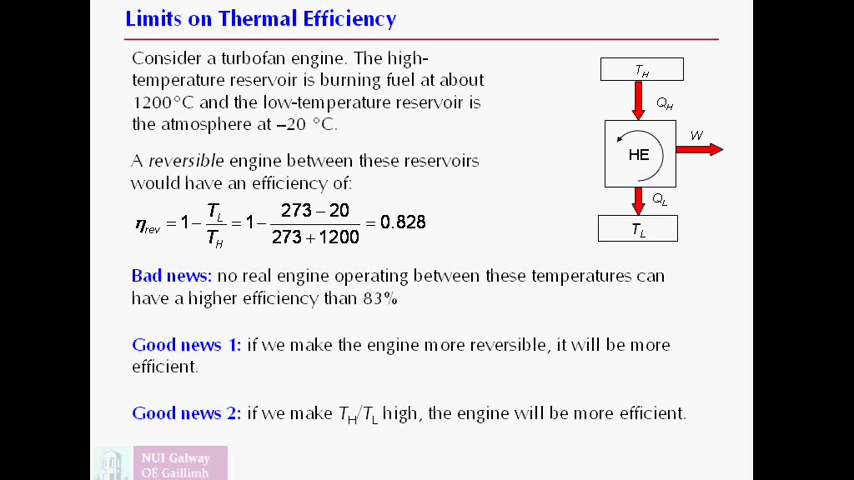 Limits on Thermal Efficiency
Consider a turbofan engine. The high-
temperature reservoir is burning fuel at about
1200°C and the low-temperature reservoir is
the atmosphere at –20 °C.
A reversible engine between these reservoirs
would have an efficiency of:
η_rev = 1 − T_L/T_H = 1 − (273 − 20)/(273 + 1200) = 0.828
T_H
Q_H
W
HE
Q_L
T_L
Bad news: no real engine operating between these temperatures can
have a higher efficiency than 83%
Good news 1: if we make the engine more reversible, it will be more
efficient.
Good news 2: if we make T_H/T_L high, the engine will be more efficient.
NUI Galway
OÉ Gaillimh